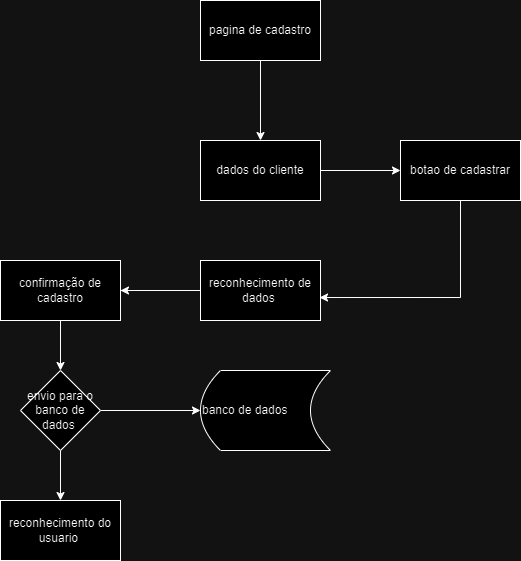 pagina de cadastro
dados do cliente
botao de cadastrar
reconhecimento de
dados
confirmação de
cadastro
envio para o
banco de
dados
banco de dados
reconhecimento do
usuario